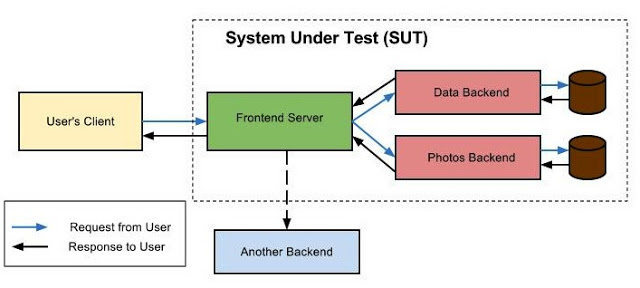 System Under Test (SUT)
User's Client
Frontend Server
Data Backend
Photos Backend
Request from User
Response to User
Another Backend